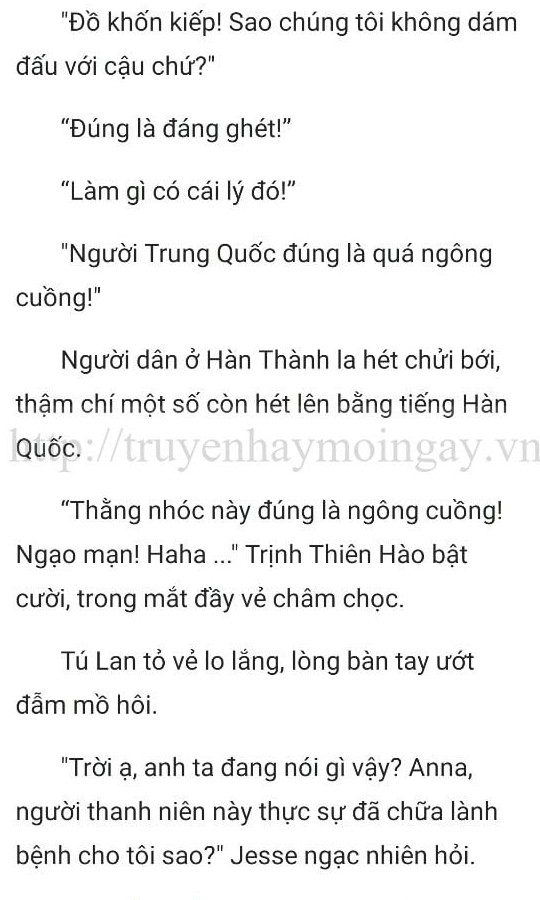 "Đồ khốn kiếp! Sao chúng tôi không dám
đấu với cậu chứ?"
“Đúng là đáng ghét!”
“Làm gì có cái lý đó!”
"Người Trung Quốc đúng là quá ngông
cuồng!"
Người dân ở Hàn Thành la hét chửi bới,
thậm chí một số còn hét lên bằng tiếng Hàn
Quốc.
http://truyenhaymoingay.vn
“Thằng nhóc này đúng là ngông cuồng!
Ngạo mạn! Haha ..." Trịnh Thiên Hào bật
cười, trong mắt đầy vẻ châm chọc.
Tú Lan tỏ vẻ lo lắng, lòng bàn tay ướt
đẫm mồ hôi.
"Trời ạ, anh ta đang nói gì vậy? Anna,
người thanh niên này thực sự đã chữa lành
bệnh cho tôi sao?" Jesse ngạc nhiên hỏi.